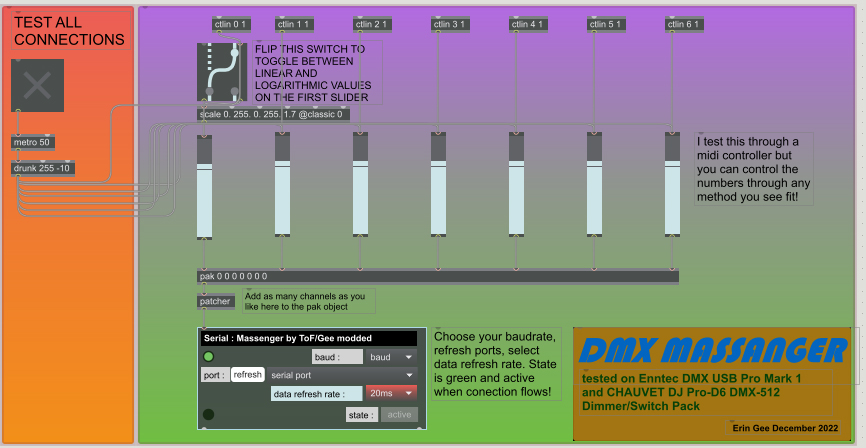 TEST ALL
CONNECTIONS
metro 50
drunk 255 -10
ctlin 0 1
ctlin 1 1
ctlin 2 1
ctlin 3 1
ctlin 4 1
ctlin 5 1
ctlin 6 1
FLIP THIS SWITCH TO
TOGGLE BETWEEN
LINEAR AND
LOGARITHMIC VALUES
ON THE FIRST SLIDER
scale 0. 255. 0. 255. 1.7 @classic 0
I test this through a
midi controller but
you can control the
numbers through any
method you see fit!
pak 0 0 0 0 0 0 0
patcher
Add as many channels as you
like here to the pak object
Serial : Massenger by ToF/Gee modded
baud : baud
port : refresh serial port
data refresh rate : 20ms
state : active
Choose your baudrate,
refresh ports, select
data refresh rate. State
is green and active
when conection flows!
DMX MASSANGER
tested on Enntec DMX USB Pro Mark 1
and CHAUVET DJ Pro-D6 DMX-512
Dimmer/Switch Pack
Erin Gee December 2022